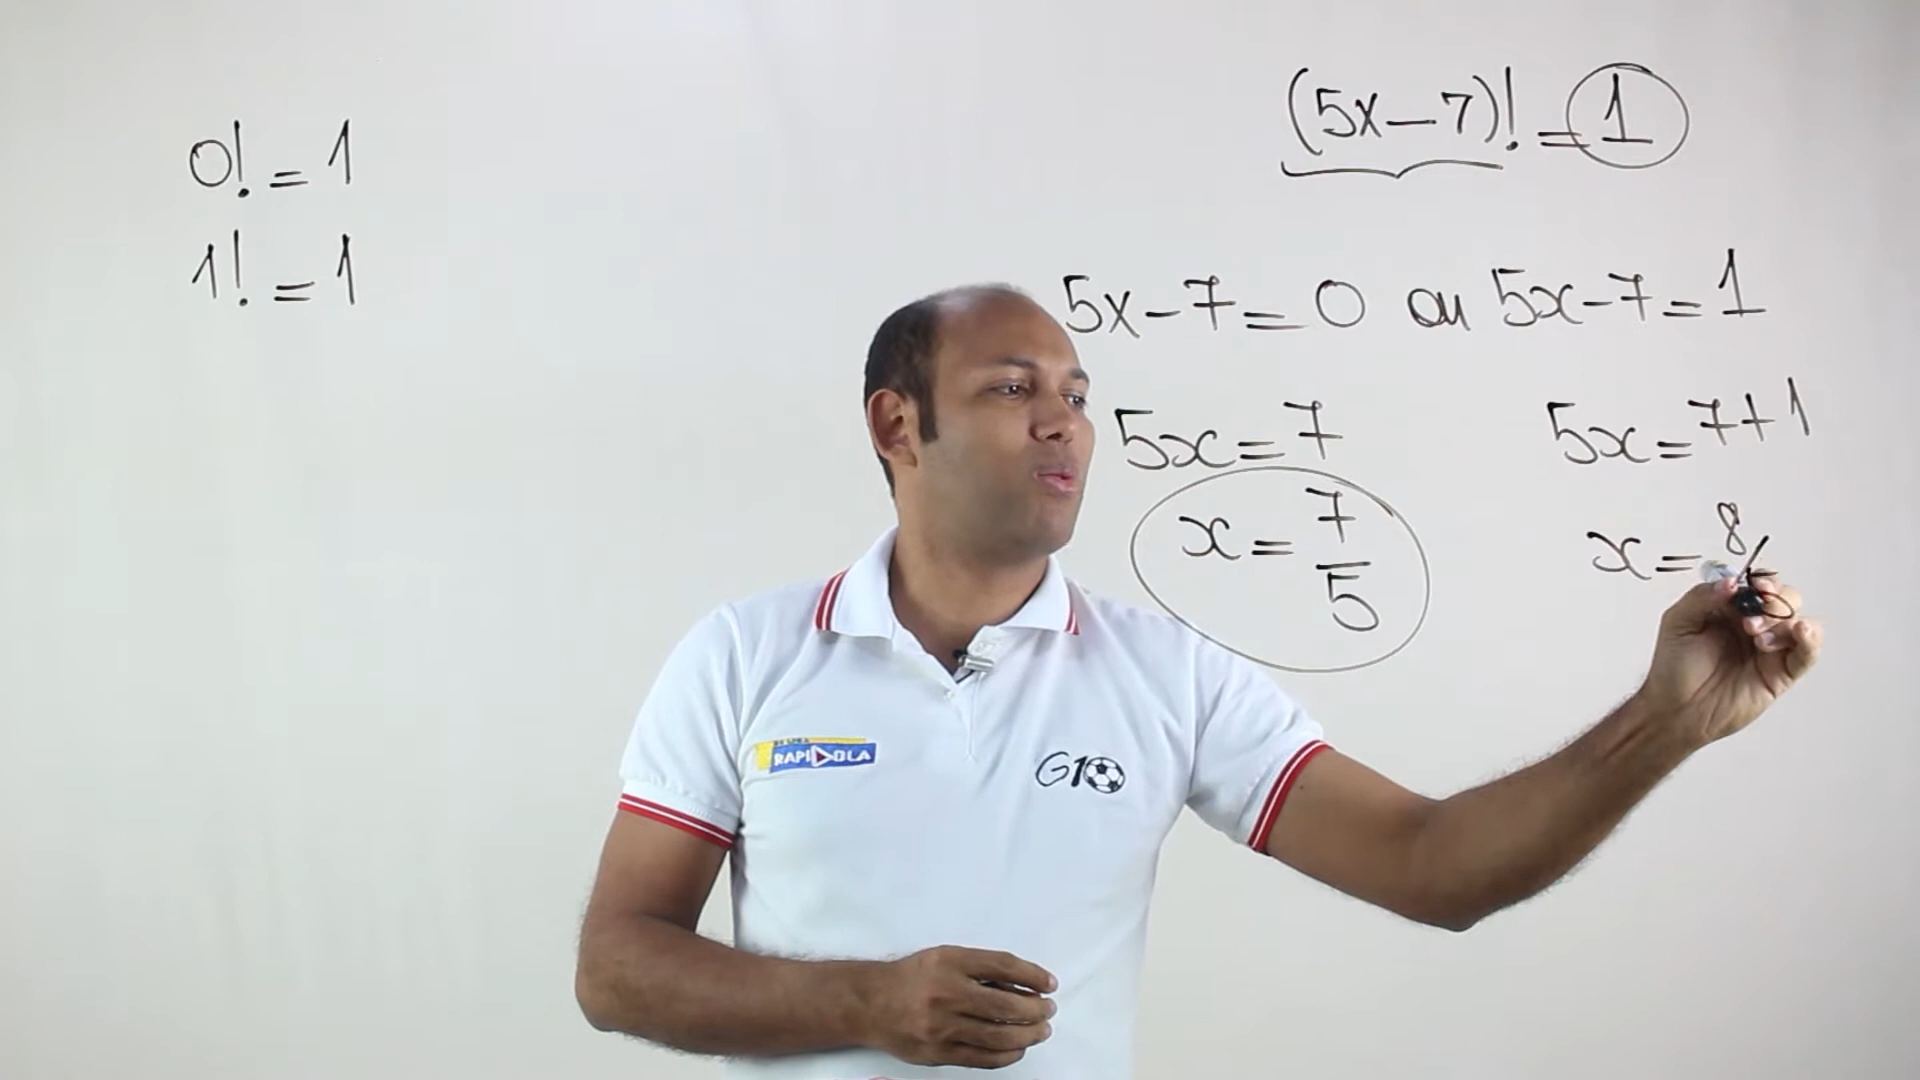 0! = 1
1! = 1
(5x-7)! = 1
5x-7=0 ou 5x-7=1
5x=7
5x=7+1
x=7/5
x=8/5
G10